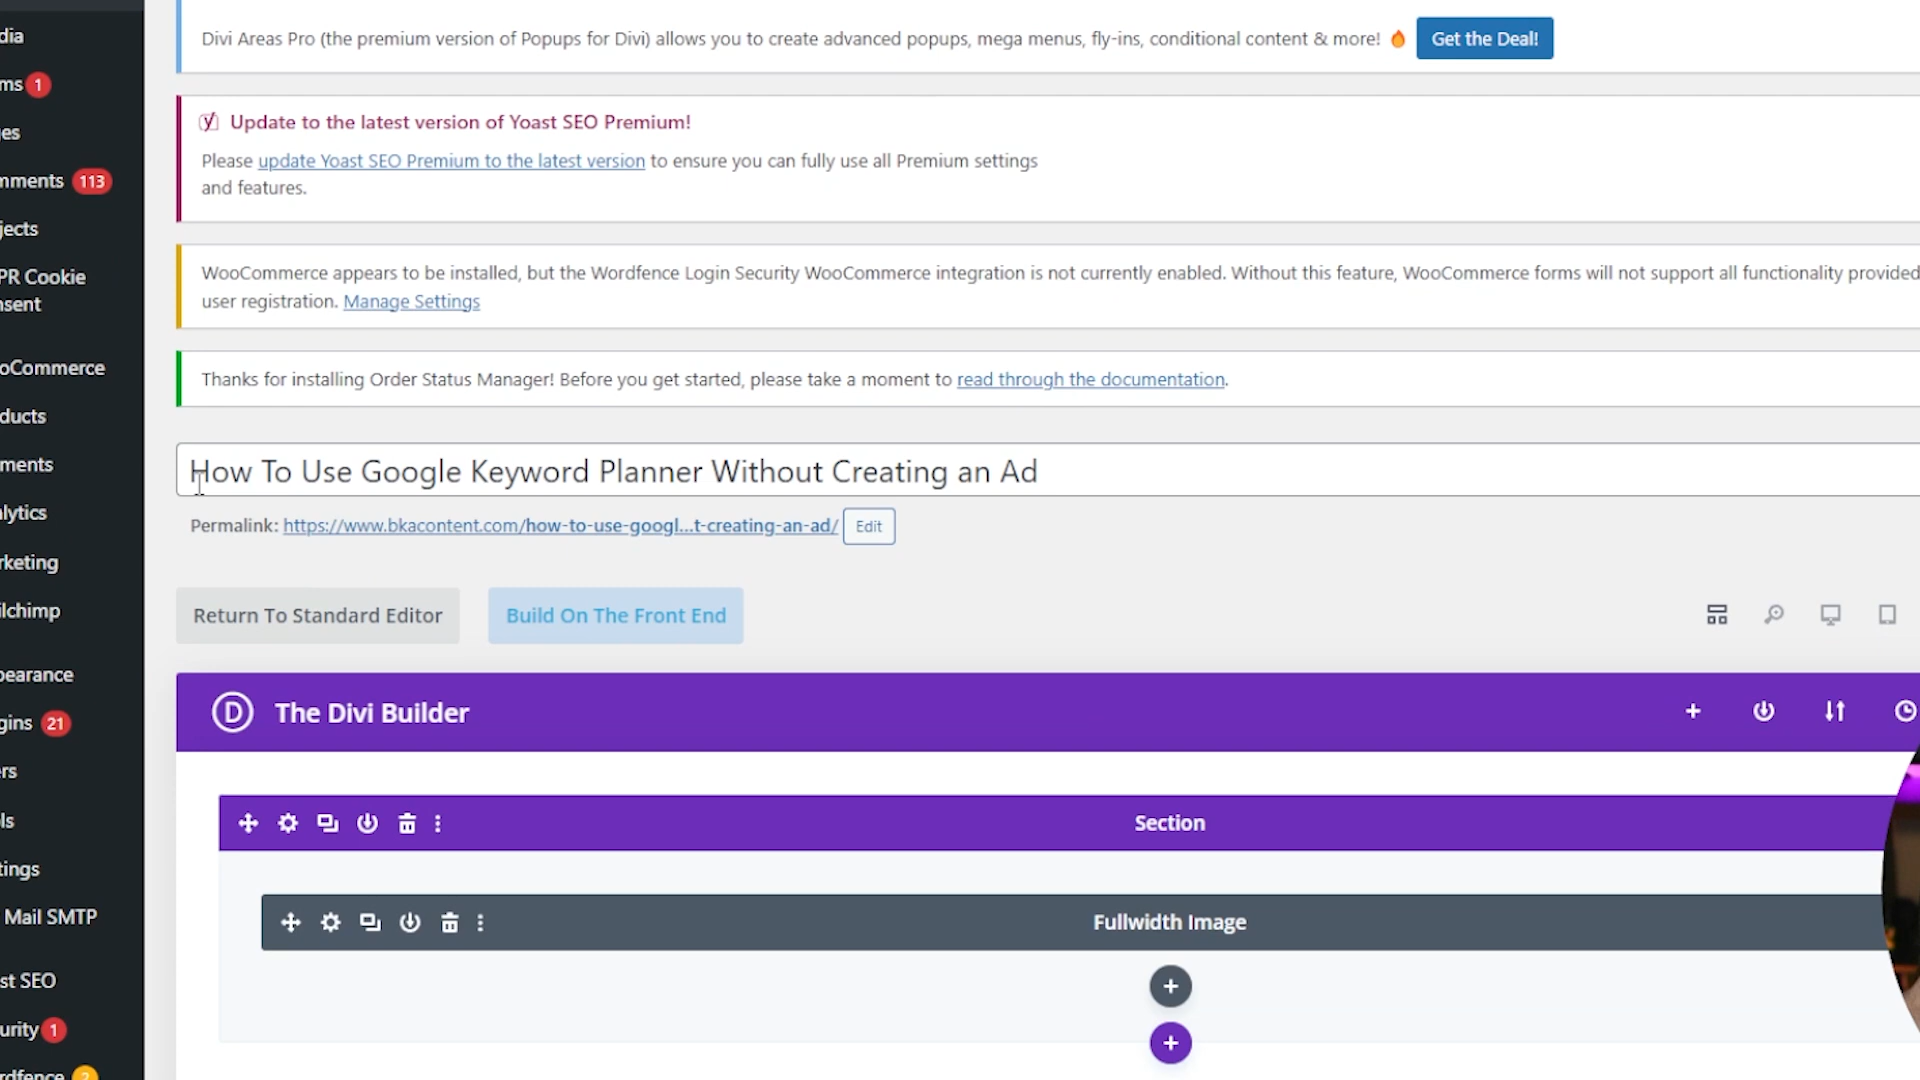 dia
Divi Areas Pro (the premium version of Popups for Divi) allows you to create advanced popups, mega menus, fly-ins, conditional content & more! Get the Deal!
ms 1
Update to the latest version of Yoast SEO Premium!
es
Please update Yoast SEO Premium to the latest version to ensure you can fully use all Premium settings
and features.
mments 113
jects
PR Cookie
nsent
WooCommerce appears to be installed, but the Wordfence Login Security WooCommerce integration is not currently enabled. Without this feature, WooCommerce forms will not support all functionality provided
user registration. Manage Settings
oCommerce
Thanks for installing Order Status Manager! Before you get started, please take a moment to read through the documentation.
ducts
ments
How To Use Google Keyword Planner Without Creating an Ad
lytics
Permalink: https://www.bkacontent.com/how-to-use-googl...t-creating-an-ad/ Edit
rketing
ilchimp
Return To Standard Editor
Build On The Front End
pearance
gins 21
The Divi Builder
ers
ls
Section
tings
Mail SMTP
Fullwidth Image
st SEO
urity 1
rdfence 2